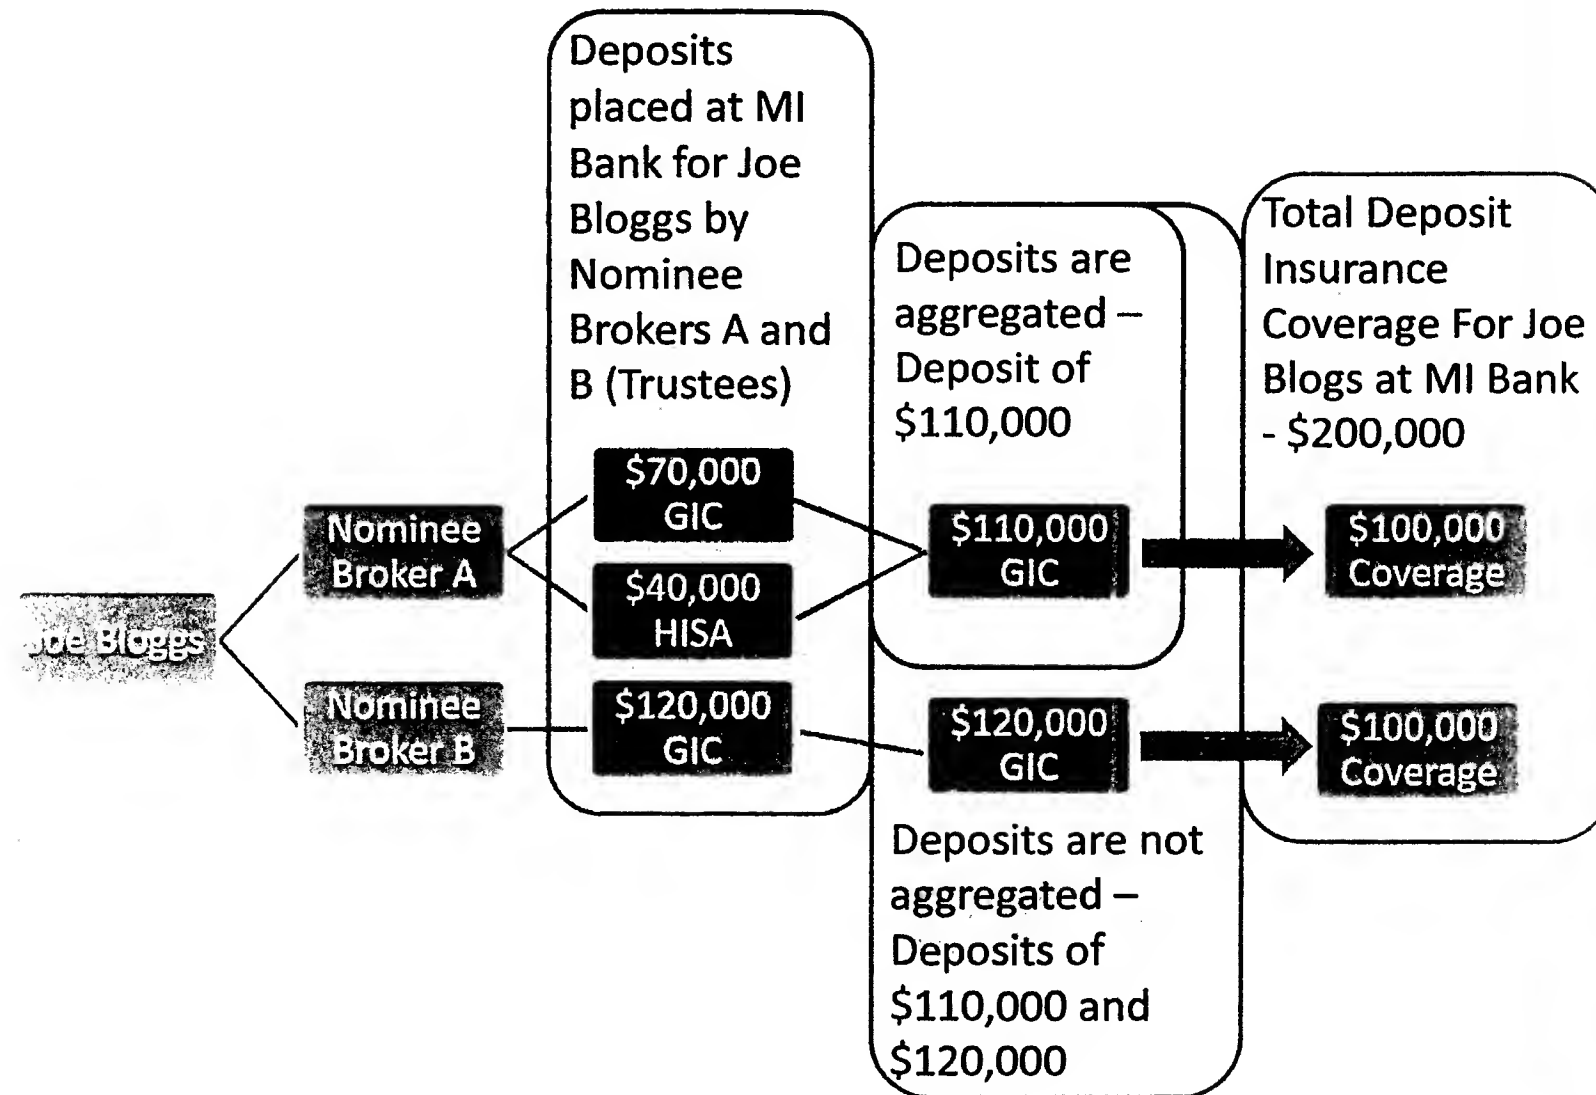 Deposits
placed at MI
Bank for Joe
Bloggs by
Nominee
Brokers A and
B (Trustees)
Deposits are
aggregated –
Deposit of
$110,000
Total Deposit
Insurance
Coverage For Joe
Blogs at MI Bank
- $200,000
Joe Bloggs
Nominee
Broker A
$70,000
GIC
$40,000
HISA
$110,000
GIC
$100,000
Coverage
Nominee
Broker B
$120,000
GIC
$120,000
GIC
$100,000
Coverage
Deposits are not
aggregated –
Deposits of
$110,000 and
$120,000